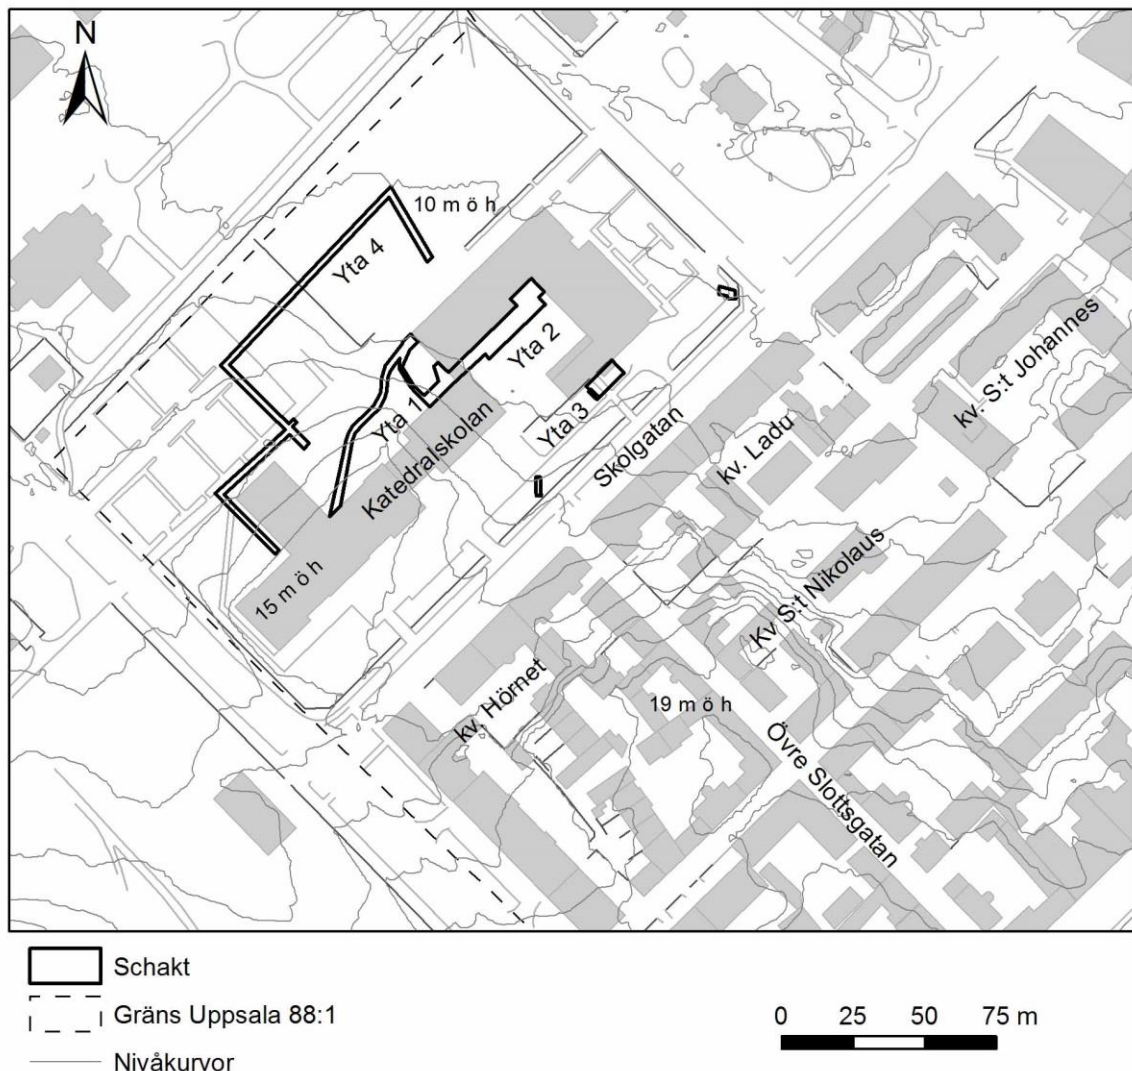 N
10 m ö h
Yta 4
Yta 2
Yta 1
Katedralskolan
Yta 3
Skolgatan
kv. Ladu
kv. S:t Johannes
Kv S:t Nikolaus
15 m ö h
kv. Hörnet
19 m ö h
Övre Slottsgatan
Schakt
Gräns Uppsala 88:1
Nivåkurvor
0 25 50 75 m